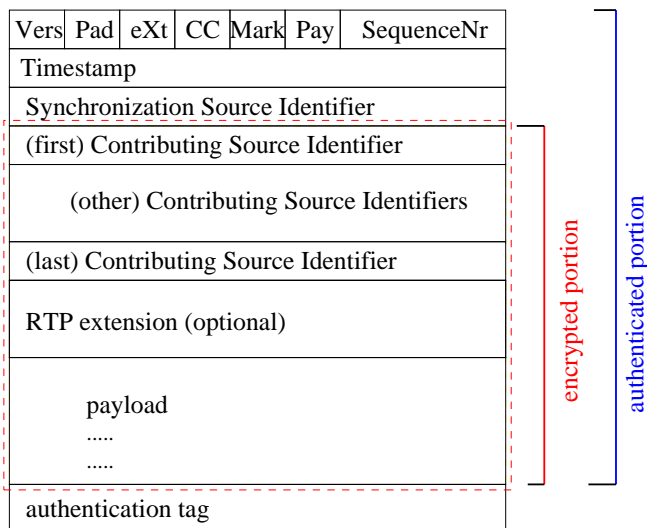 Vers Pad eXt CC Mark Pay SequenceNr
Timestamp
Synchronization Source Identifier
(first) Contributing Source Identifier
(other) Contributing Source Identifiers
(last) Contributing Source Identifier
RTP extension (optional)
payload
.....
.....
authentication tag
encrypted portion
authenticated portion